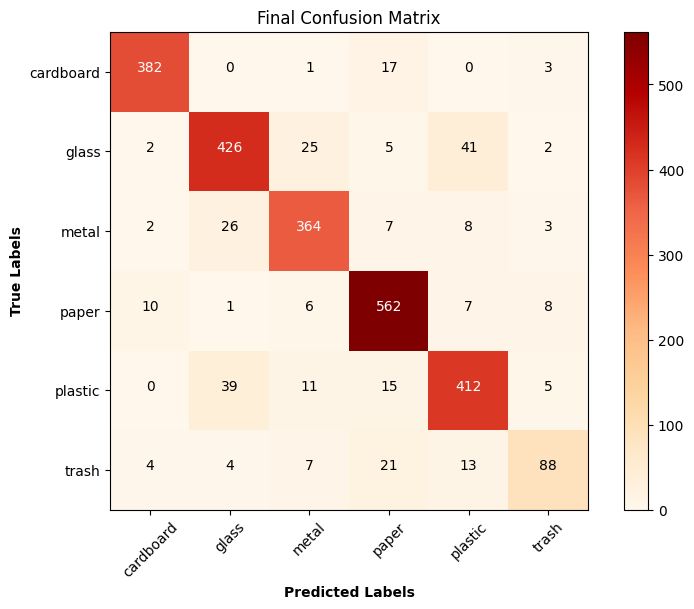 Final Confusion Matrix
True Labels
cardboard 382 0 1 17 0 3
glass 2 426 25 5 41 2
metal 2 26 364 7 8 3
paper 10 1 6 562 7 8
plastic 0 39 11 15 412 5
trash 4 4 7 21 13 88
cardboard glass metal paper plastic trash
Predicted Labels
500
400
300
200
100
0